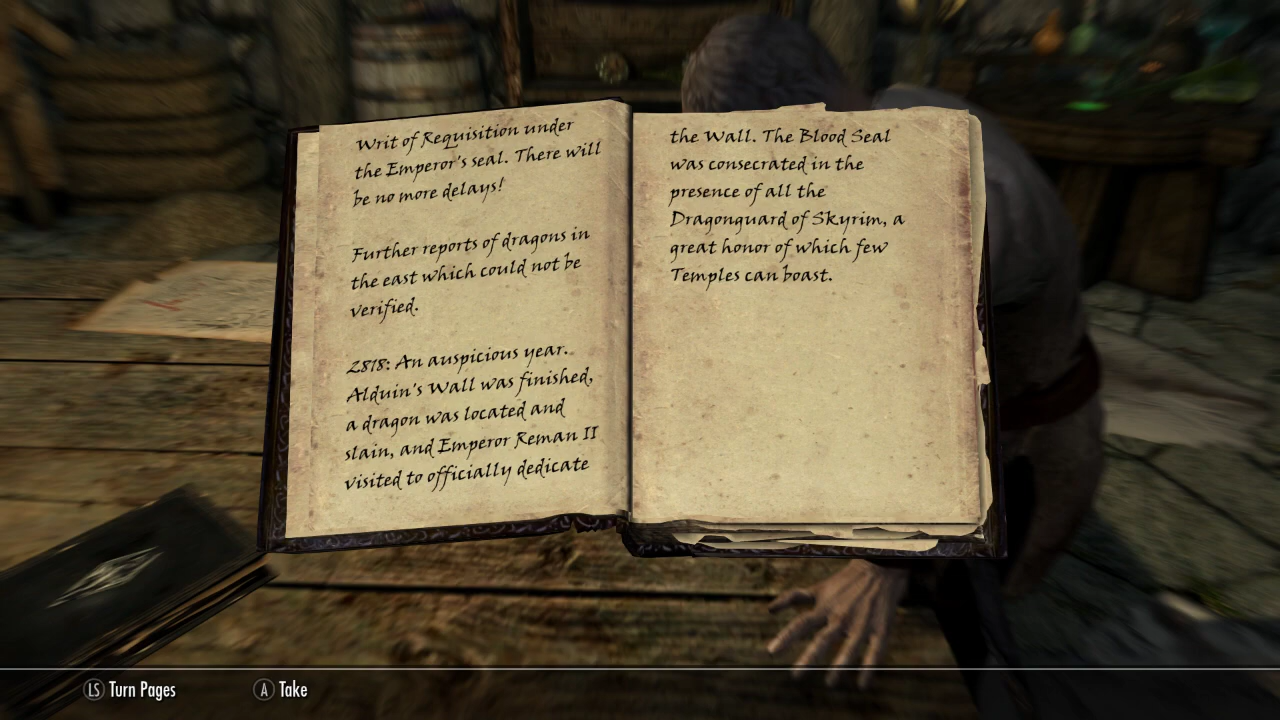 Writ of Requisition under
the Emperor's seal. There will
be no more delays!
Further reports of dragons in
the east which could not be
verified.
2818: An auspicious year.
Alduin's Wall was finished,
a dragon was located and
slain, and Emperor Reman II
visited to officially dedicate
the Wall. The Blood Seal
was consecrated in the
presence of all the
Dragonguard of Skyrim, a
great honor of which few
Temples can boast.
LS Turn Pages
A Take